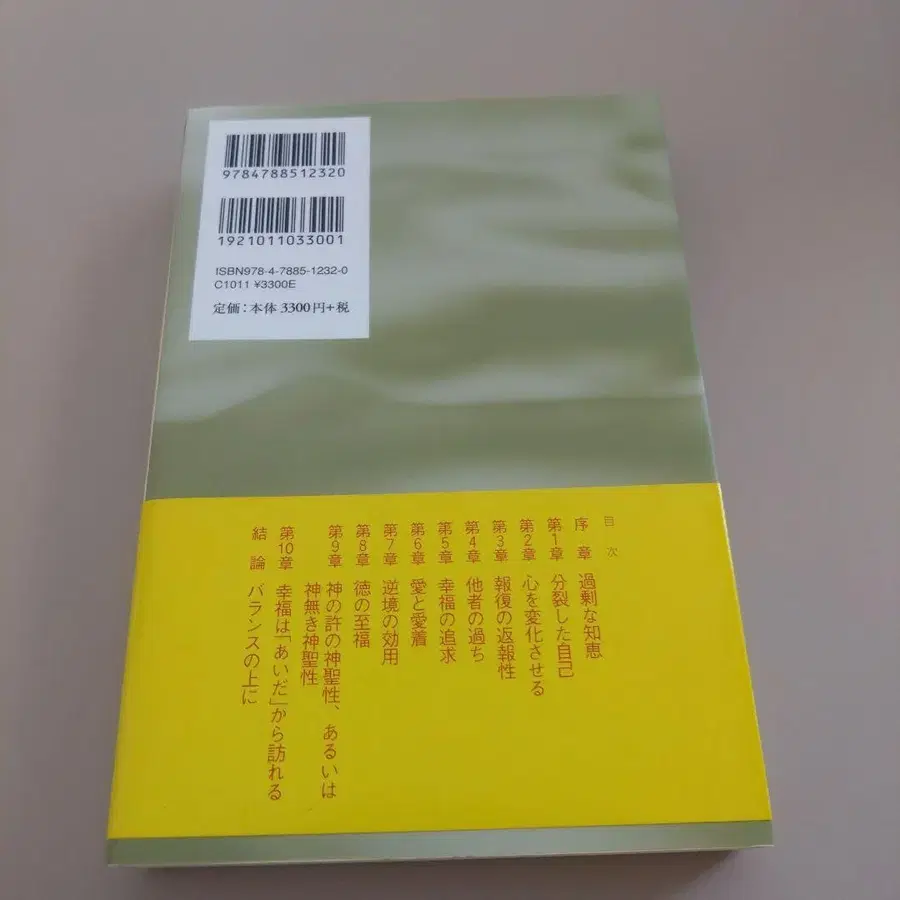 9784788512320
1921011033001
ISBN978-4-7885-1232-0
C1011 ¥3300E
定価：本体 3300円+税
目次
序章 過剰な知恵
第1章 分裂した自己
第2章 心を変化させる
第3章 報復の返報性
第4章 他者の過ち
第5章 幸福の追求
第6章 愛と愛着
第7章 逆境の効用
第8章 徳の至福
第9章 神の許の神聖性、あるいは
神無き神聖性
第10章 幸福は「あいだ」から訪れる
結論 バランスの上に